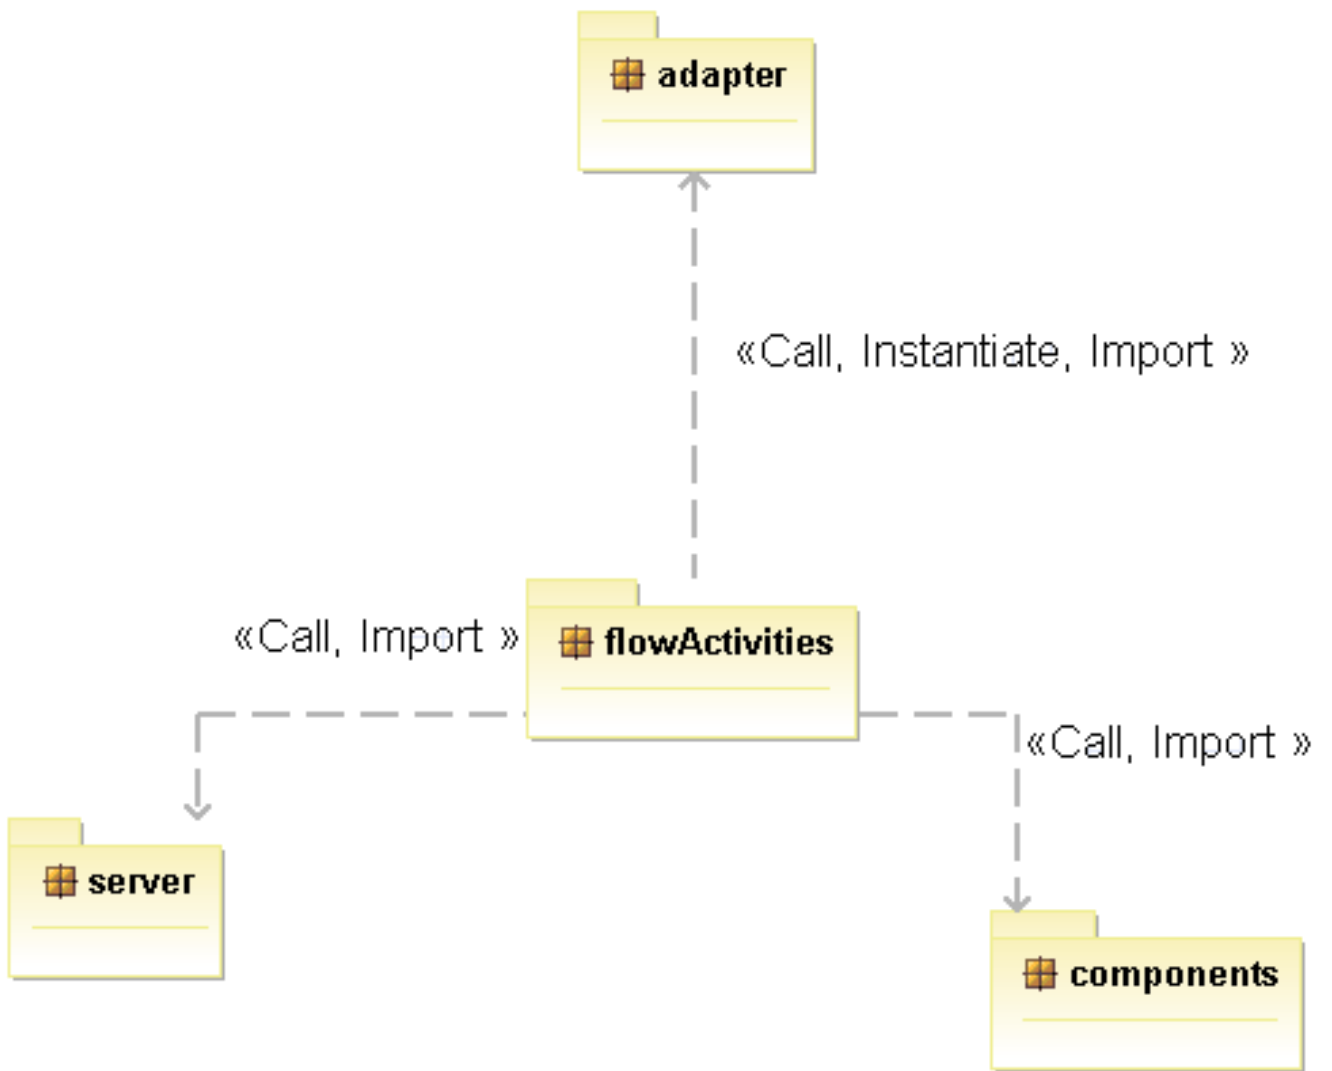 adapter
«Call, Instantiate, Import »
«Call, Import »
flowActivities
«Call, Import »
server
components